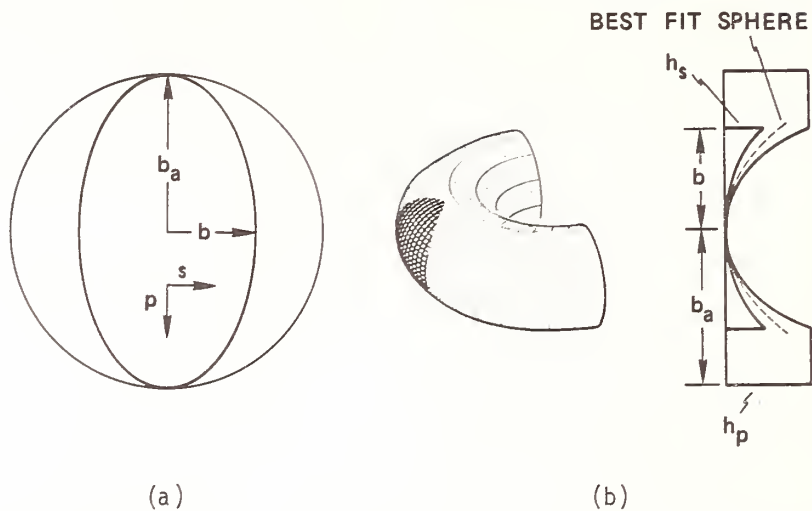 BEST FIT SPHERE
h_s
b_a
b
s
p
b
b_a
h_p
(a)
(b)